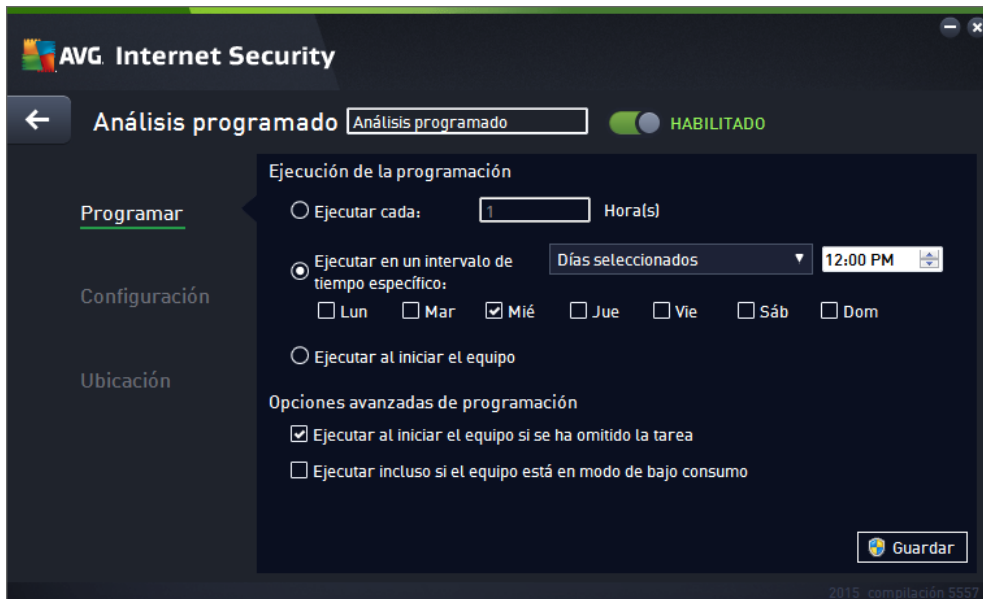 AVG. Internet Security
Análisis programado Análisis programado HABILITADO
Programar
Configuración
Ubicación
Ejecución de la programación
Ejecutar cada: 1 Hora(s)
Ejecutar en un intervalo de tiempo específico: Días seleccionados 12:00 PM
Lun Mar Mié Jue Vie Sáb Dom
Ejecutar al iniciar el equipo
Opciones avanzadas de programación
Ejecutar al iniciar el equipo si se ha omitido la tarea
Ejecutar incluso si el equipo está en modo de bajo consumo
Guardar
2015 compilación 5557